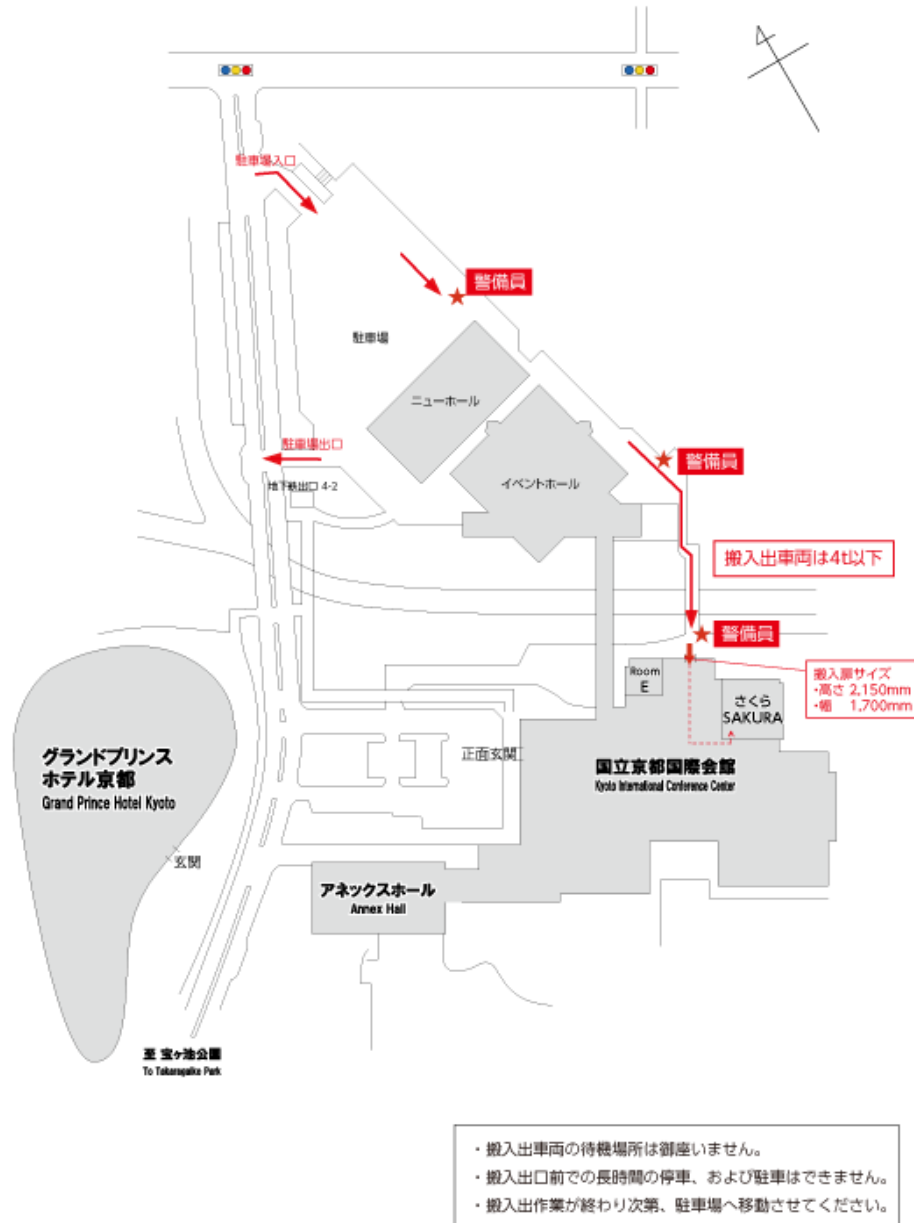 駐車場入口
警備員
駐車場
ニューホール
駐車場出口
警備員
イベントホール
地下鉄出口 4-2
搬入出車両は4t以下
警備員
Room
E
搬入扉サイズ
・高さ 2,150mm
・幅 1,700mm
さくら
SAKURA
グランドプリンス
ホテル京都
Grand Prince Hotel Kyoto
正面玄関
国立京都国際会館
Kyoto International Conference Center
玄関
アネックスホール
Annex Hall
至 宝ヶ池公園
To Takaragaike Park
・搬入出車両の待機場所は御座いません。
・搬入出口前での長時間の停車、および駐車はできません。
・搬入出作業が終わり次第、駐車場へ移動させてください。